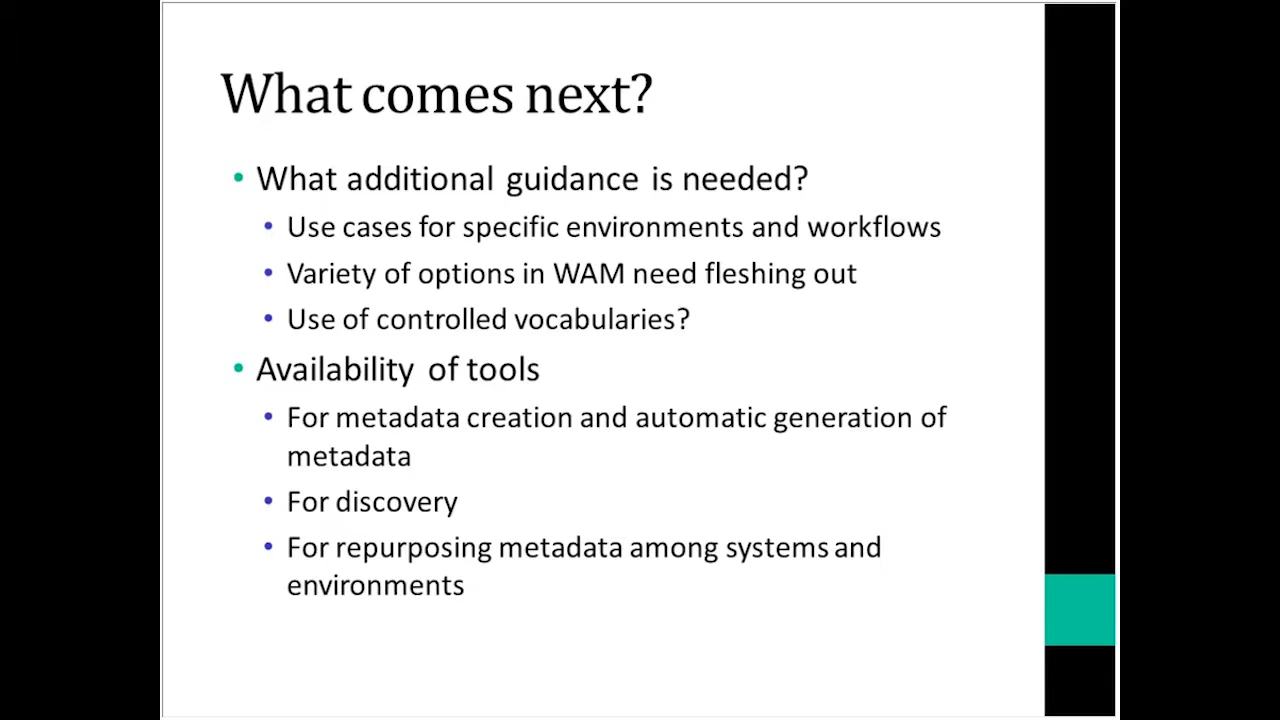 What comes next?
• What additional guidance is needed?
• Use cases for specific environments and workflows
• Variety of options in WAM need fleshing out
• Use of controlled vocabularies?
• Availability of tools
• For metadata creation and automatic generation of
metadata
• For discovery
• For repurposing metadata among systems and
environments